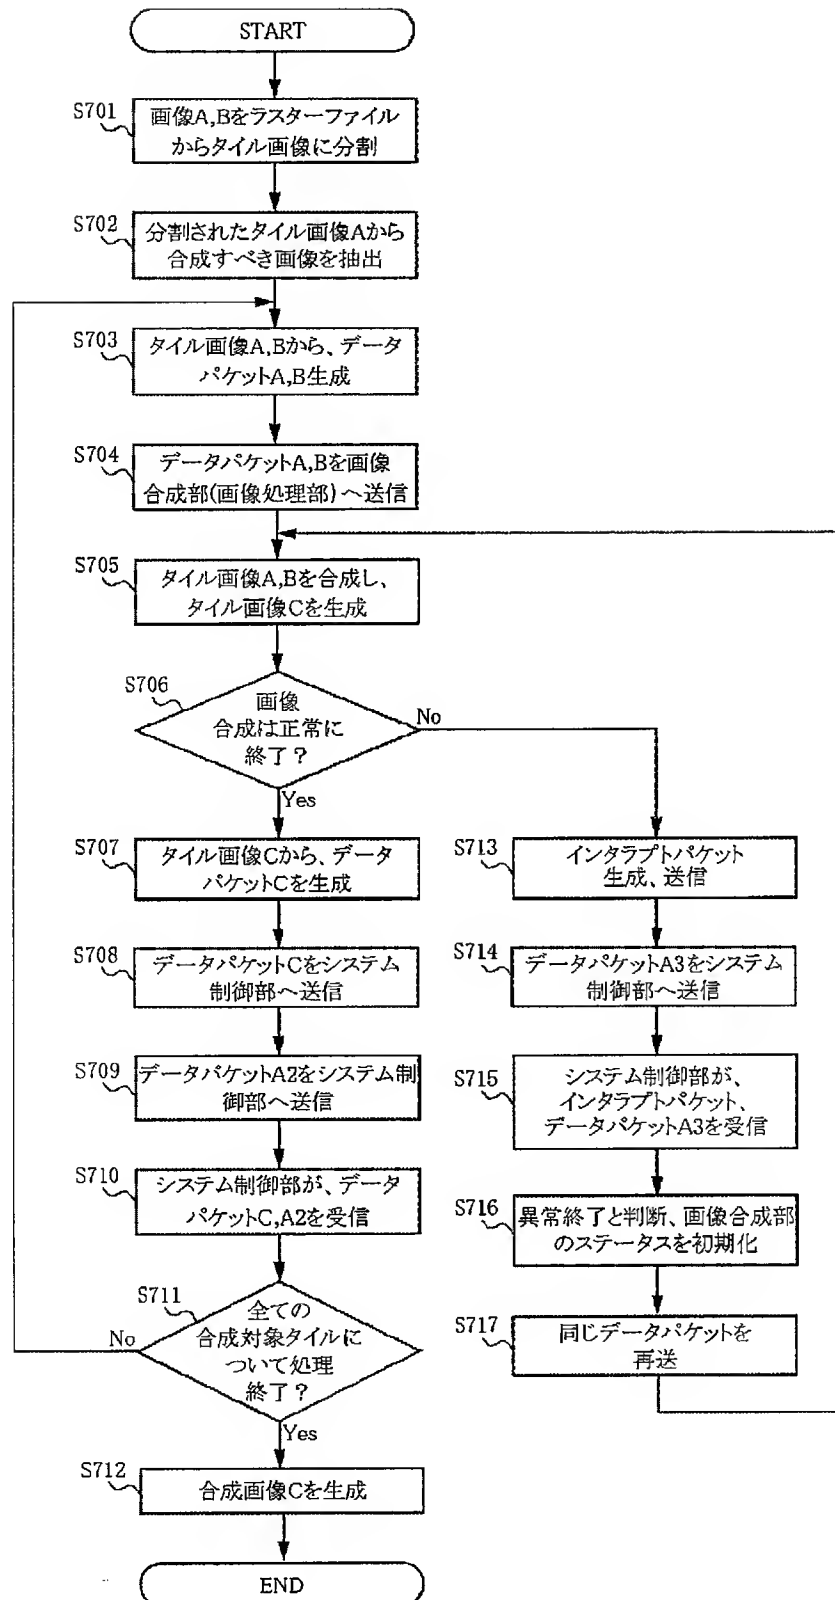 START
S701
画像A,Bをラスターファイル
からタイル画像に分割
S702
分割されたタイル画像Aから
合成すべき画像を抽出
S703
タイル画像A,Bから、データ
パケットA,B生成
S704
データパケットA,Bを画像
合成部(画像処理部)へ送信
S705
タイル画像A,Bを合成し、
タイル画像Cを生成
S706
画像
合成は正常に
終了?
No
Yes
S707
タイル画像Cから、データ
パケットCを生成
S708
データパケットCをシステム
制御部へ送信
S709
データパケットA2をシステム制
御部へ送信
S710
システム制御部が、データ
パケットC,A2を受信
S711
全ての
合成対象タイルに
ついて処理
終了?
No
Yes
S712
合成画像Cを生成
END
S713
インタラプトパケット
生成、送信
S714
データパケットA3をシステム
制御部へ送信
S715
システム制御部が、
インタラプトパケット、
データパケットA3を受信
S716
異常終了と判断、画像合成部
のステータスを初期化
S717
同じデータパケットを
再送